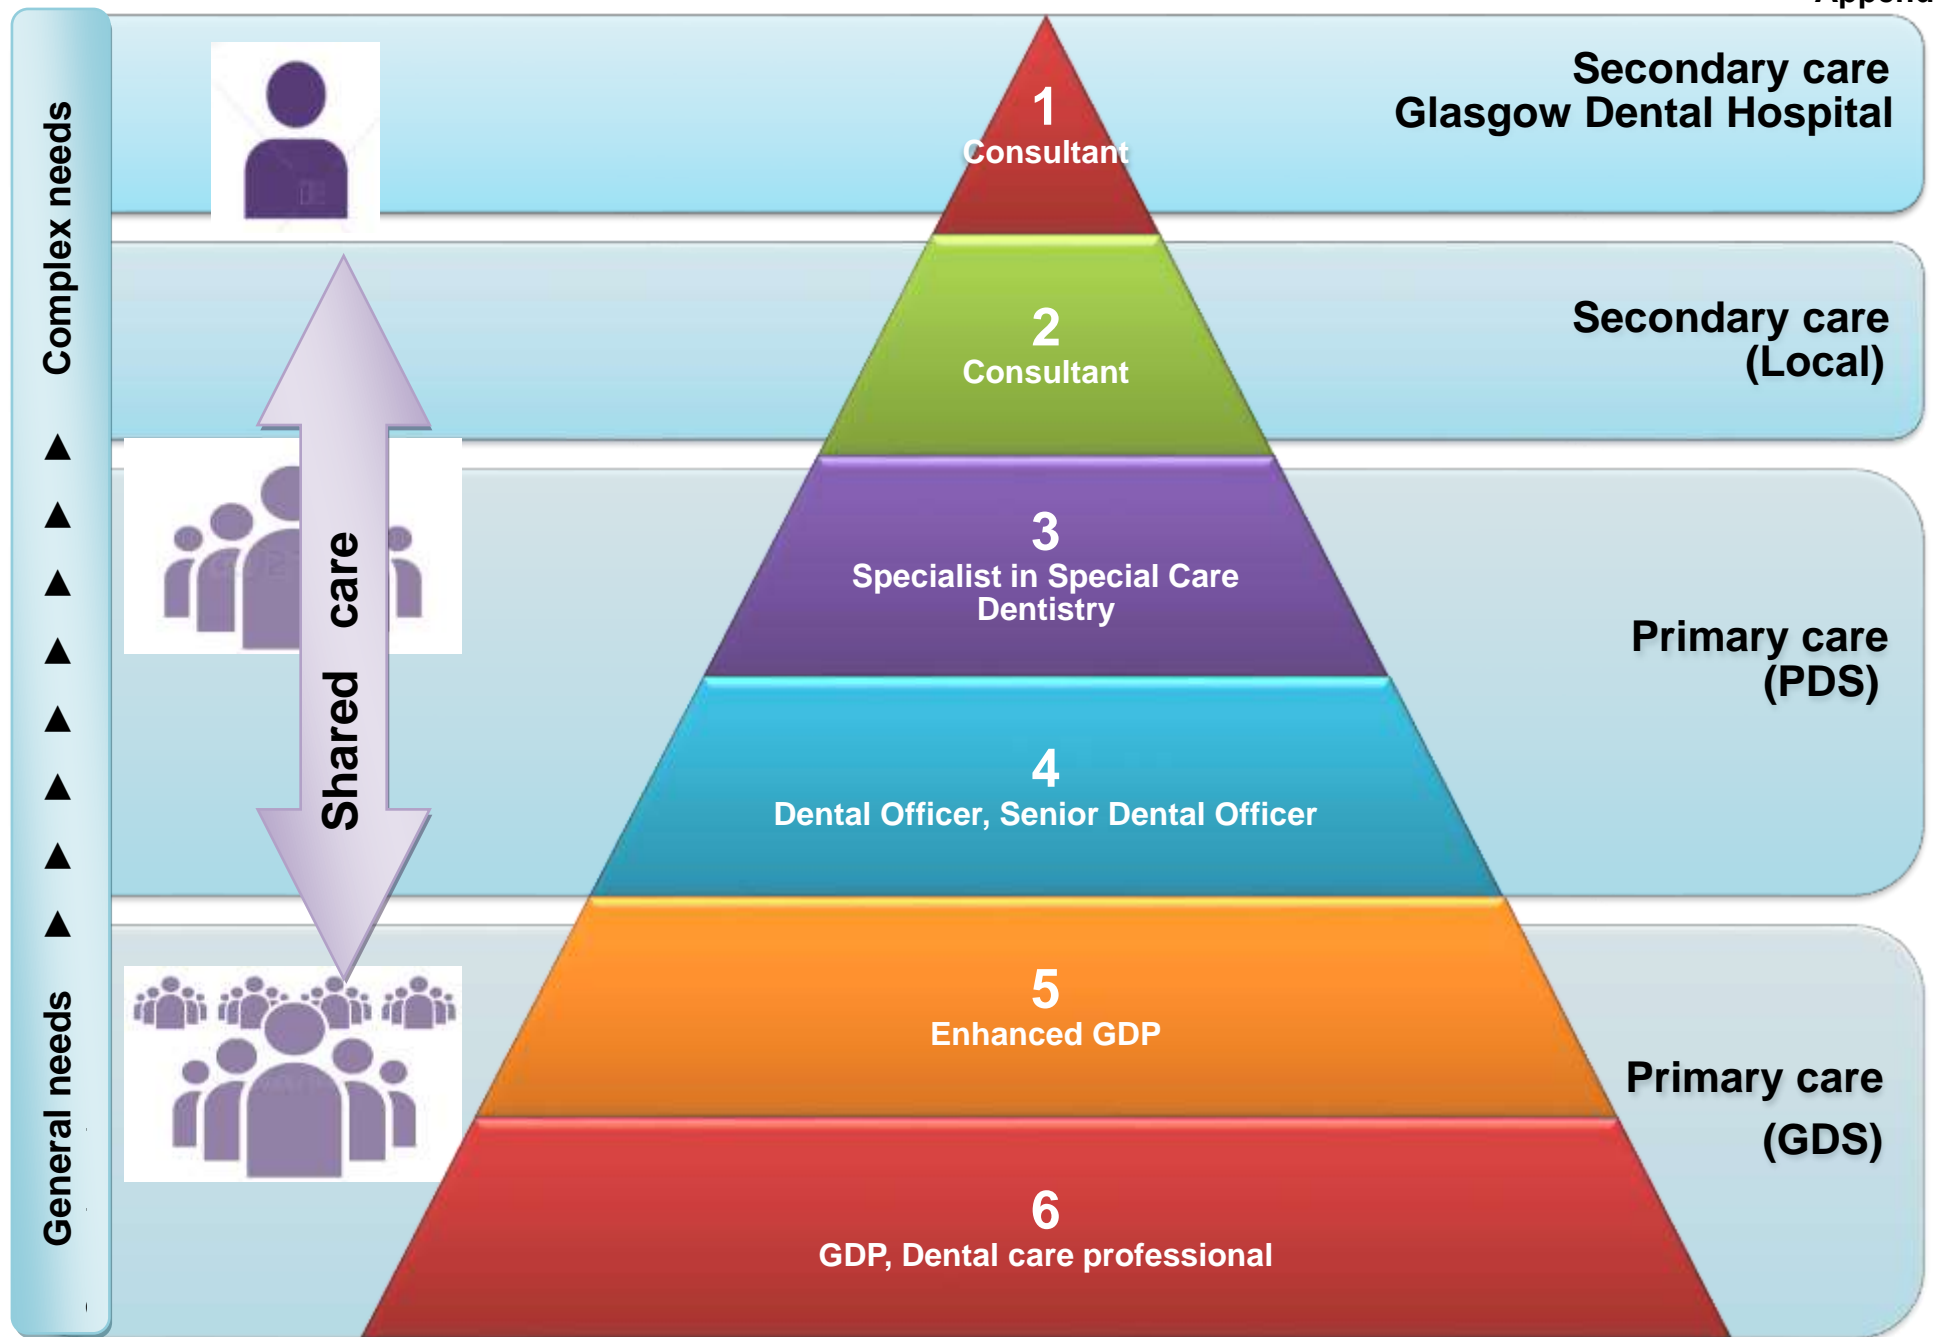 Secondary care
Glasgow Dental Hospital
1
Consultant
Complex needs
Secondary care
(Local)
2
Consultant
Shared care
3
Specialist in Special Care
Dentistry
Primary care
(PDS)
4
Dental Officer, Senior Dental Officer
5
Enhanced GDP
General needs
Primary care
(GDS)
6
GDP, Dental care professional